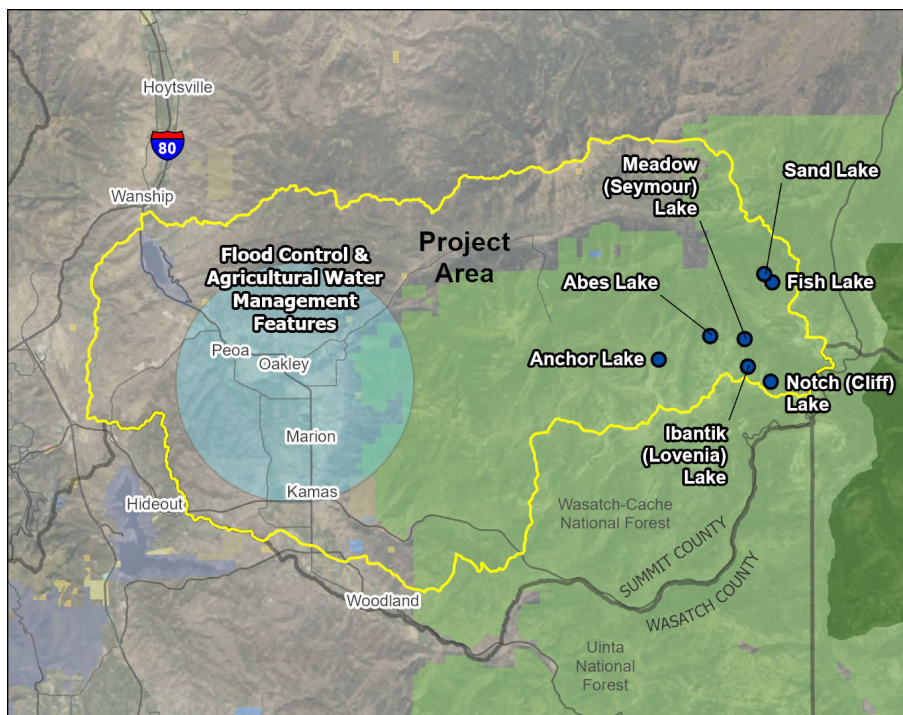 Hoytsville
80
Wanship
Meadow
(Seymour)
Lake
Sand Lake
Project
Area
Flood Control &
Agricultural Water
Management
Features
Abes Lake
Fish Lake
Peoa
Oakley
Anchor Lake
Notch (Cliff)
Lake
Marion
Ibantik
(Lovenia)
Lake
Kamas
Hideout
Wasatch-Cache
National Forest
SUMMIT COUNTY
WASATCH COUNTY
Woodland
Uinta
National
Forest